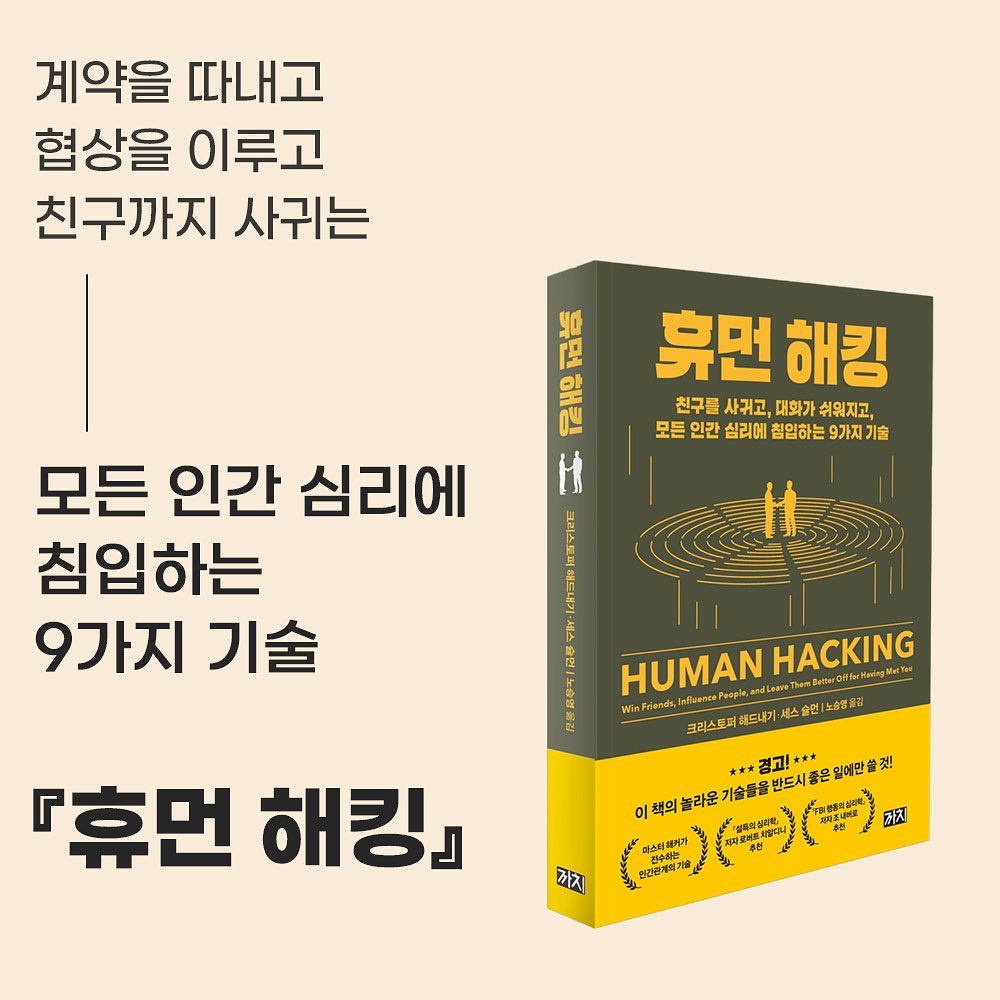 계약을 따내고
협상을 이루고
친구까지 사귀는
모든 인간 심리에
침입하는
9가지 기술
『휴먼 해킹』
휴먼 해킹
크리스토퍼 해드내기·세스 슐먼 | 노승영 옮김
까치
휴먼 해킹
친구를 사귀고, 대화가 쉬워지고,
모든 인간 심리에 침입하는 9가지 기술
HUMAN HACKING
Win Friends, Influence People, and Leave Them Better Off for Having Met You
크리스토퍼 해드내기·세스 슐먼 | 노승영 옮김
★★★ 경고! ★★★
이 책의 놀라운 기술들을 반드시 좋은 일에만 쓸 것!
마스터 해커가
전수하는
인간관계의 기술
『설득의 심리학』
저자 로버트 치알디니
추천
『FBI 행동의 심리학』
저자 조 내버로
추천
까치